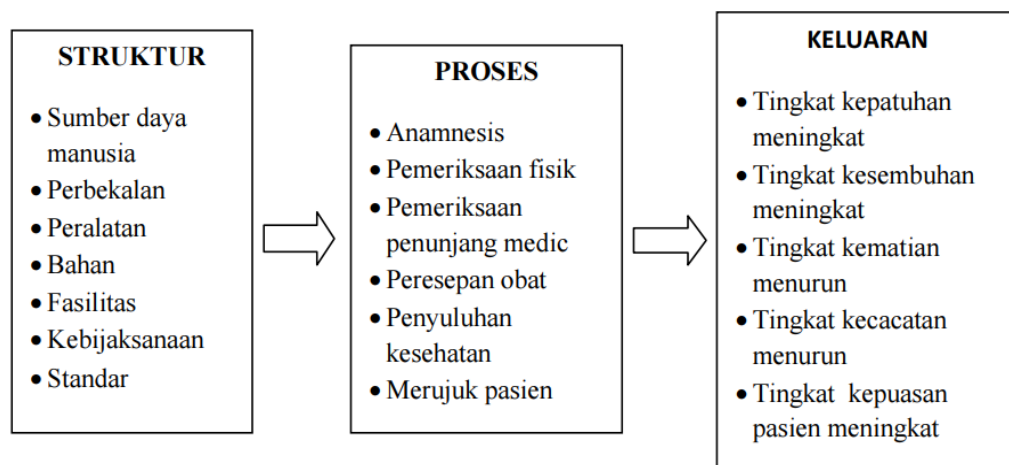 STRUKTUR
• Sumber daya
manusia
• Perbekalan
• Peralatan
• Bahan
• Fasilitas
• Kebijaksanaan
• Standar
PROSES
• Anamnesis
• Pemeriksaan fisik
• Pemeriksaan
penunjang medic
• Peresepan obat
• Penyuluhan
kesehatan
• Merujuk pasien
KELUARAN
• Tingkat kepatuhan
meningkat
• Tingkat kesembuhan
meningkat
• Tingkat kematian
menurun
• Tingkat kecacatan
menurun
• Tingkat kepuasan
pasien meningkat